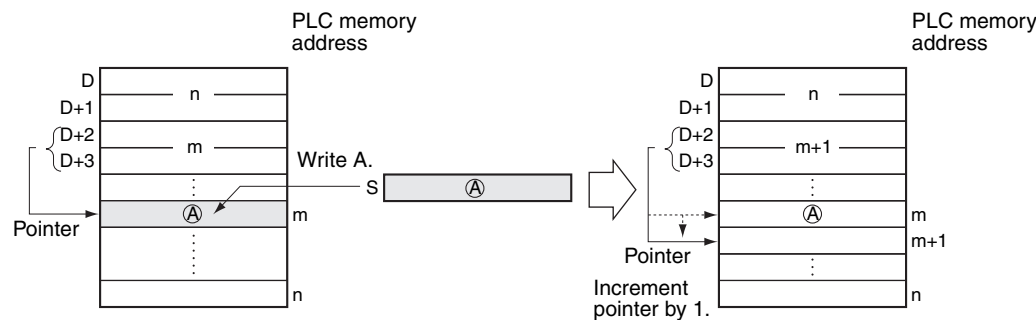 PLC memory
address
D
n
D+1
D+2
m
D+3
Write A.
S
A
A
m
Pointer
n
PLC memory
address
D
n
D+1
D+2
m+1
D+3
A
m
m+1
Pointer
Increment
pointer by 1.
n